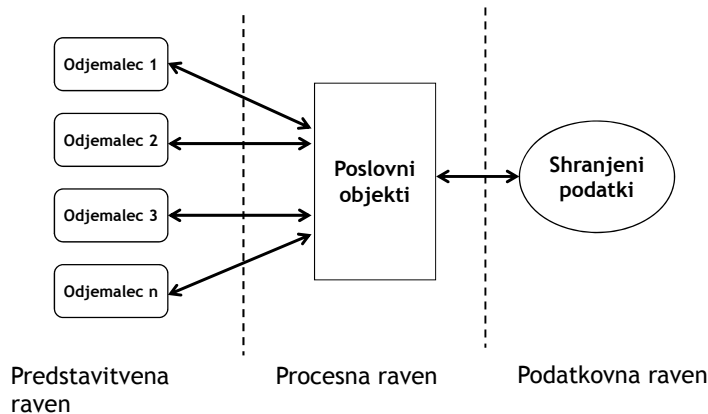 Odjemalec 1
Odjemalec 2
Odjemalec 3
Odjemalec n
Poslovni
objekti
Shranjeni
podatki
Predstavitvena
raven
Procesna raven
Podatkovna raven